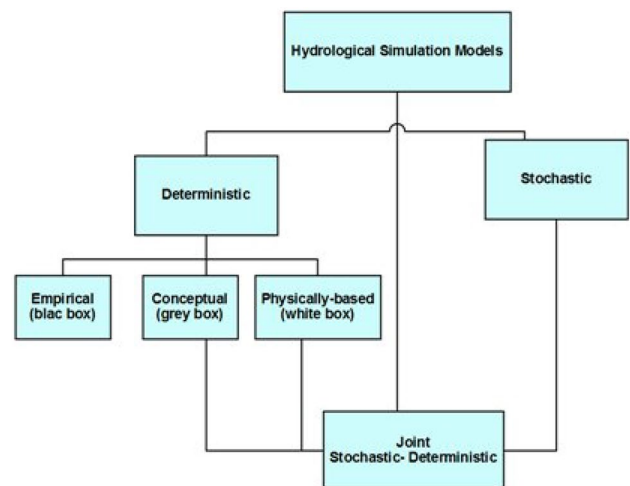 Hydrological Simulation Models
Deterministic
Stochastic
Empirical
(blac box)
Conceptual
(grey box)
Physically-based
(white box)
Joint
Stochastic- Deterministic